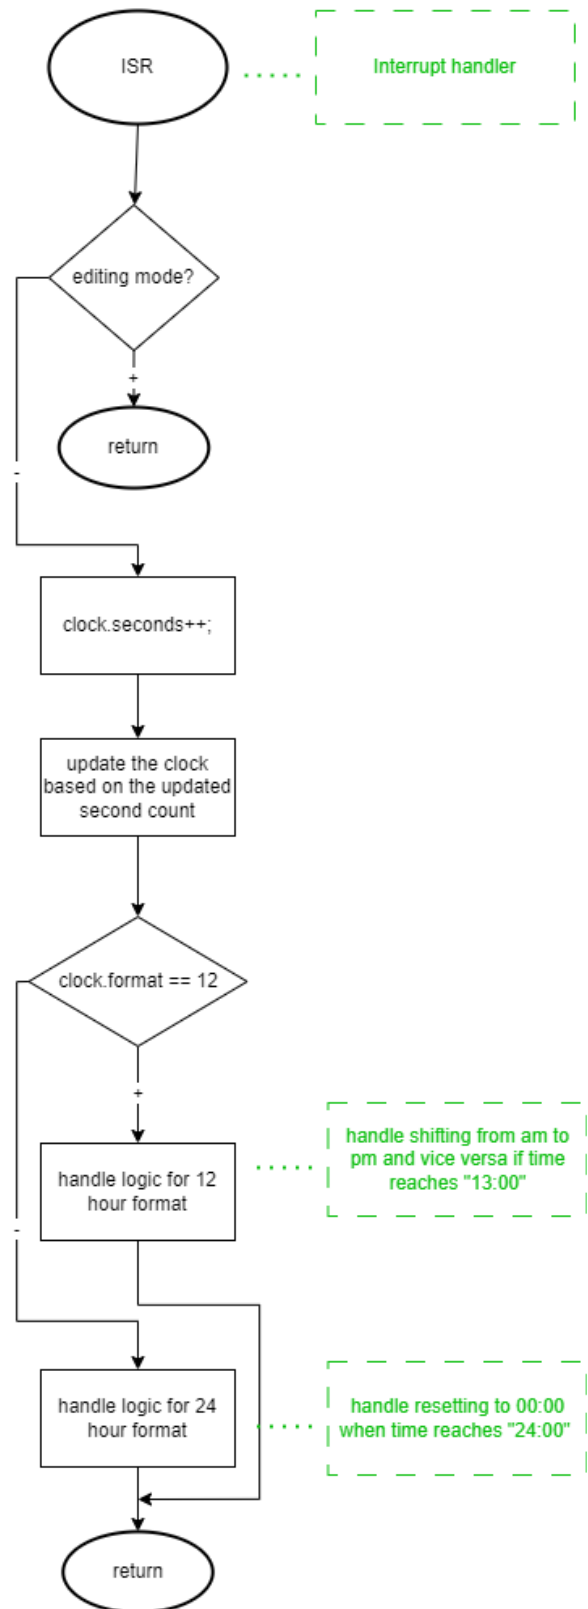 ISR
Interrupt handler
editing mode?
+
return
-
clock.seconds++;
update the clock
based on the updated
second count
clock.format == 12
+
handle logic for 12
hour format
handle shifting from am to
pm and vice versa if time
reaches "13:00"
-
handle logic for 24
hour format
handle resetting to 00:00
when time reaches "24:00"
return